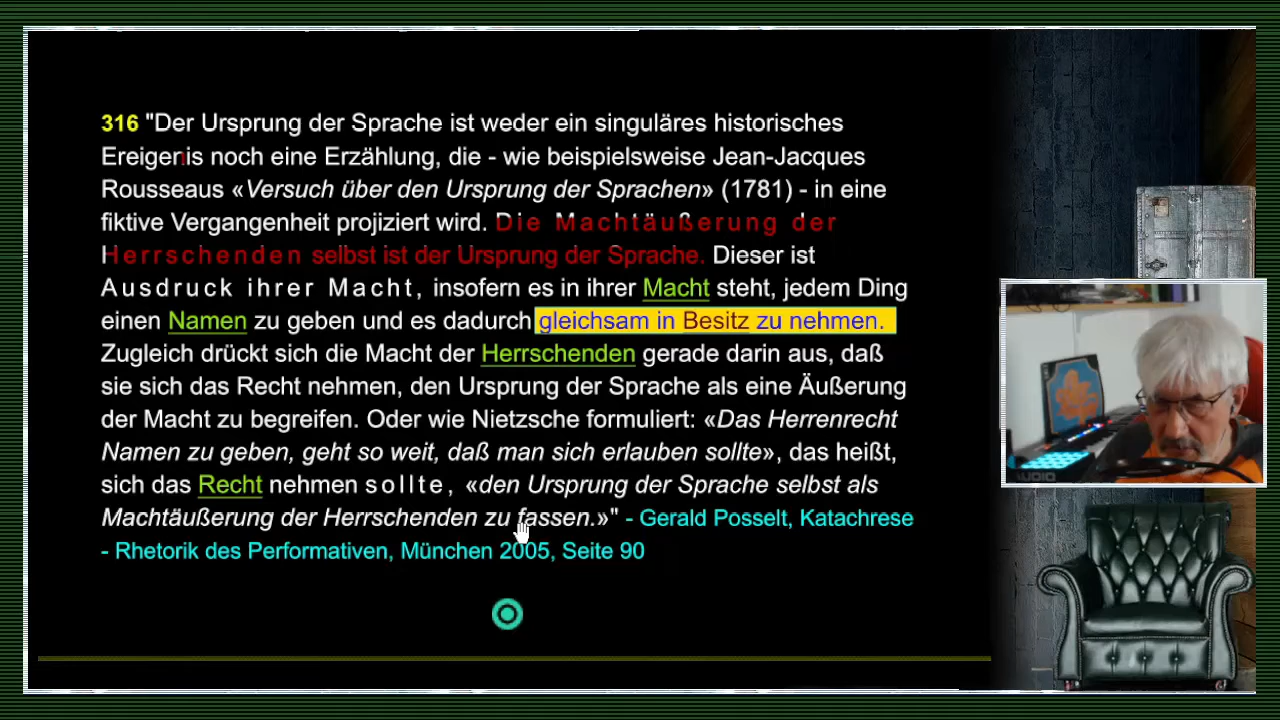 316 "Der Ursprung der Sprache ist weder ein singuläres historisches
Ereigenis noch eine Erzählung, die - wie beispielsweise Jean-Jacques
Rousseaus «Versuch über den Ursprung der Sprachen» (1781) - in eine
fiktive Vergangenheit projiziert wird. Die Machtäußerung der
Herrschenden selbst ist der Ursprung der Sprache. Dieser ist
Ausdruck ihrer Macht, insofern es in ihrer Macht steht, jedem Ding
einen Namen zu geben und es dadurch gleichsam in Besitz zu nehmen.
Zugleich drückt sich die Macht der Herrschenden gerade darin aus, daß
sie sich das Recht nehmen, den Ursprung der Sprache als eine Äußerung
der Macht zu begreifen. Oder wie Nietzsche formuliert: «Das Herrenrecht
Namen zu geben, geht so weit, daß man sich erlauben sollte», das heißt,
sich das Recht nehmen sollte, «den Ursprung der Sprache selbst als
Machtäußerung der Herrschenden zu fassen.»" - Gerald Posselt, Katachrese
- Rhetorik des Performativen, München 2005, Seite 90
AUDIO